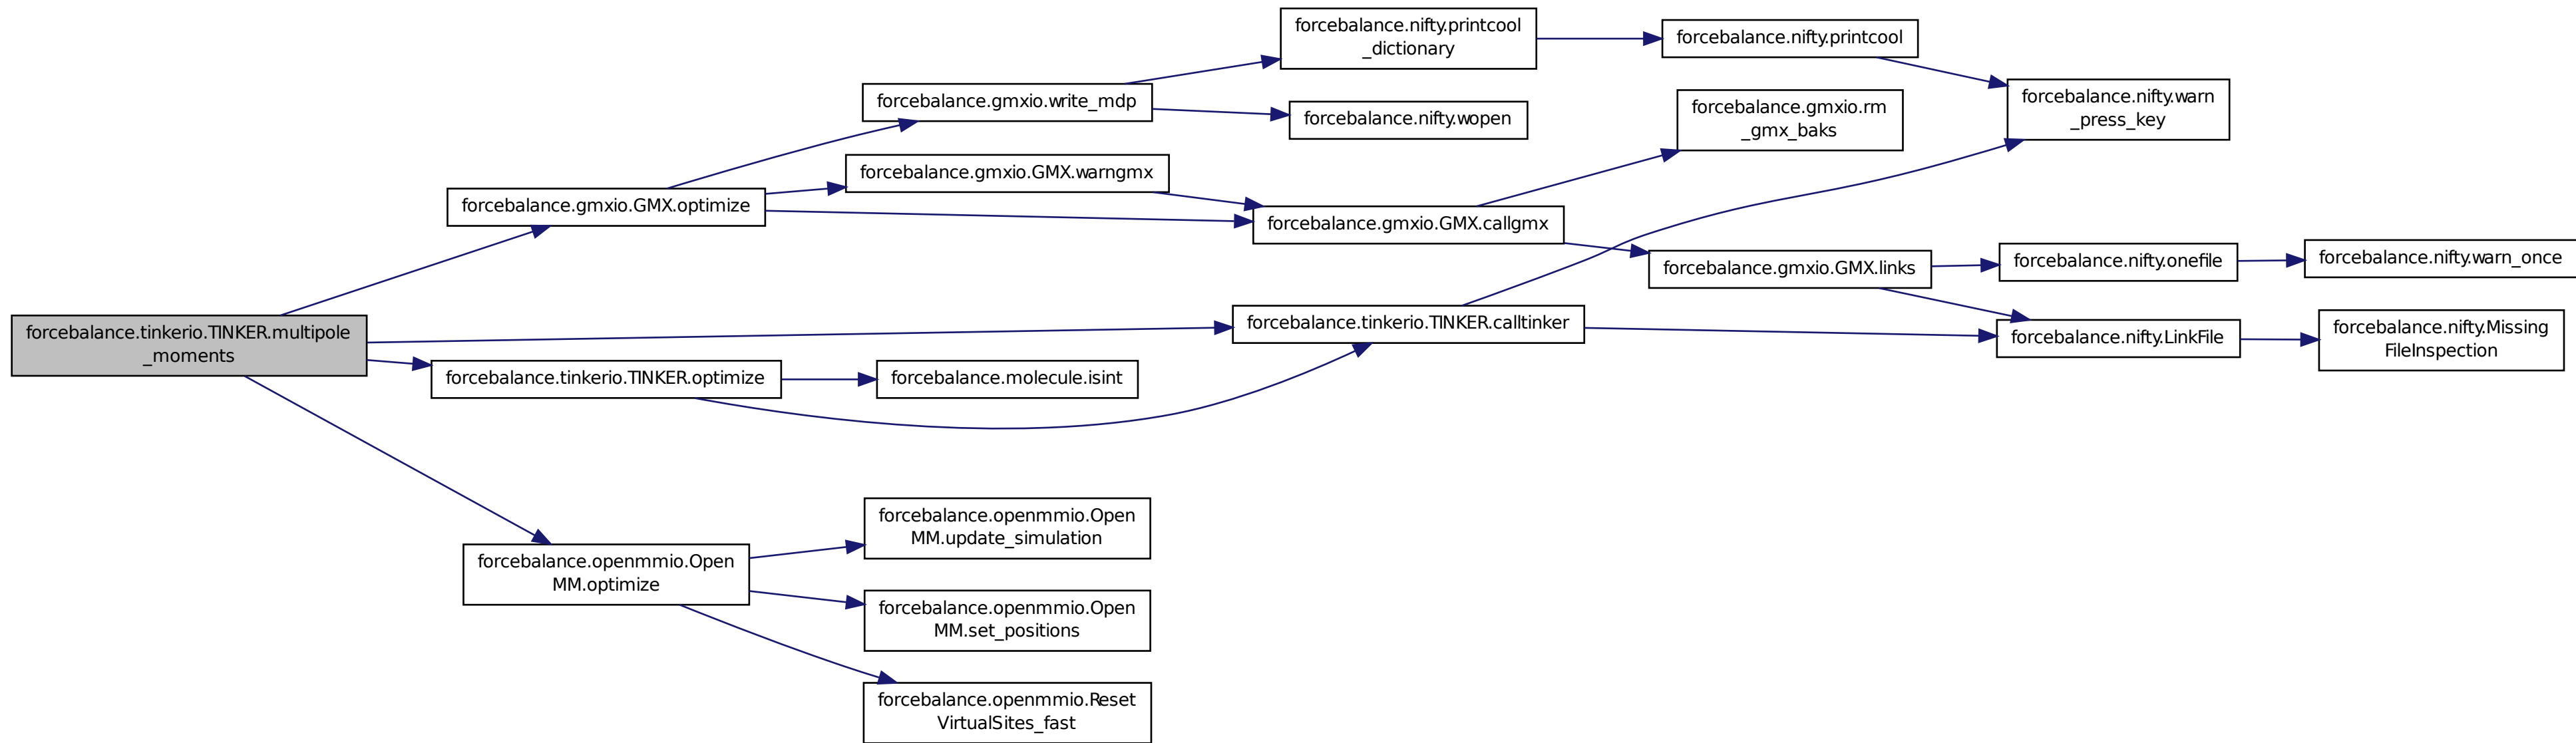 forcebalance.tinkerio.TINKER.multipole
_moments
forcebalance.gmxio.GMX.optimize
forcebalance.gmxio.write_mdp
forcebalance.nifty.printcool
_dictionary
forcebalance.nifty.printcool
forcebalance.nifty.warn
_press_key
forcebalance.nifty.wopen
forcebalance.gmxio.GMX.warngmx
forcebalance.gmxio.GMX.callgmx
forcebalance.gmxio.rm
_gmx_baks
forcebalance.gmxio.GMX.links
forcebalance.nifty.onefile
forcebalance.nifty.warn_once
forcebalance.nifty.LinkFile
forcebalance.nifty.Missing
FileInspection
forcebalance.tinkerio.TINKER.calltinker
forcebalance.tinkerio.TINKER.optimize
forcebalance.molecule.isint
forcebalance.openmmio.Open
MM.optimize
forcebalance.openmmio.Open
MM.update_simulation
forcebalance.openmmio.Open
MM.set_positions
forcebalance.openmmio.Reset
VirtualSites_fast